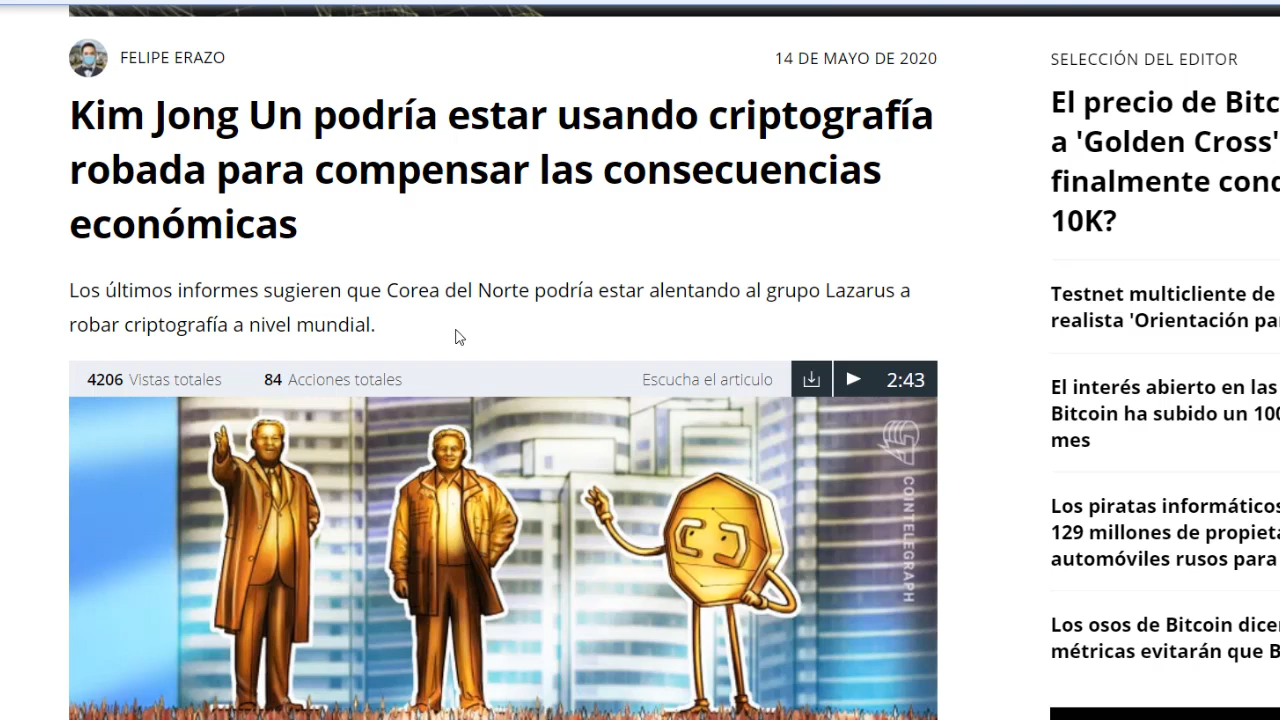 FELIPE ERAZO
14 DE MAYO DE 2020
Kim Jong Un podría estar usando criptografía
robada para compensar las consecuencias
económicas
Los últimos informes sugieren que Corea del Norte podría estar alentando al grupo Lazarus a
robar criptografía a nivel mundial.
4206 Vistas totales
84 Acciones totales
Escucha el articulo
2:43
COINTELEGRAPH
SELECCIÓN DEL EDITOR
El precio de Bitc
a 'Golden Cross'
finalmente cond
10K?
Testnet multicliente de
realista 'Orientación par
El interés abierto en las
Bitcoin ha subido un 100
mes
Los piratas informáticos
129 millones de propieta
automóviles rusos para
Los osos de Bitcoin dicen
métricas evitarán que B